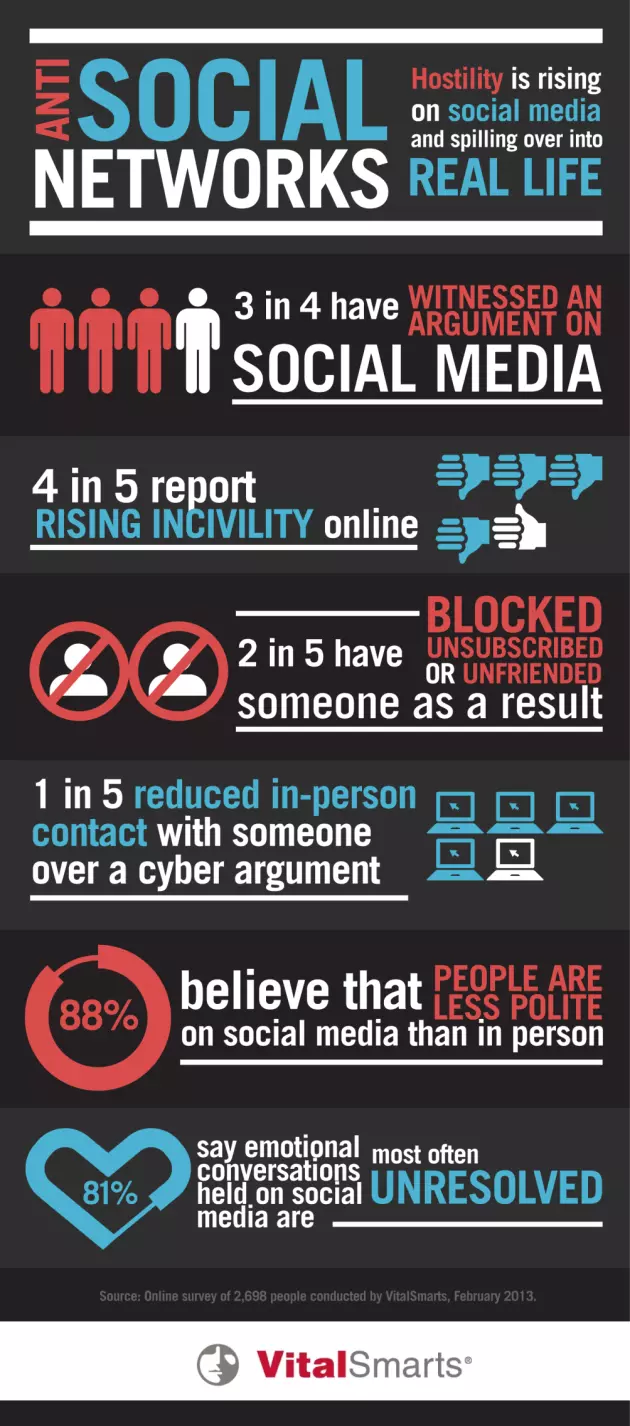 ANTI
SOCIAL
NETWORKS
Hostility is rising
on social media
and spilling over into
REAL LIFE
3 in 4 have WITNESSED AN
ARGUMENT ON
SOCIAL MEDIA
4 in 5 report
RISING INCIVILITY online
2 in 5 have BLOCKED
UNSUBSCRIBED
OR UNFRIENDED
someone as a result
1 in 5 reduced in-person
contact with someone
over a cyber argument
88%
believe that PEOPLE ARE
LESS POLITE
on social media than in person
81%
say emotional
conversations
held on social
media are
most often
UNRESOLVED
Source: Online survey of 2,698 people conducted by VitalSmarts, February 2013.
VitalSmarts®